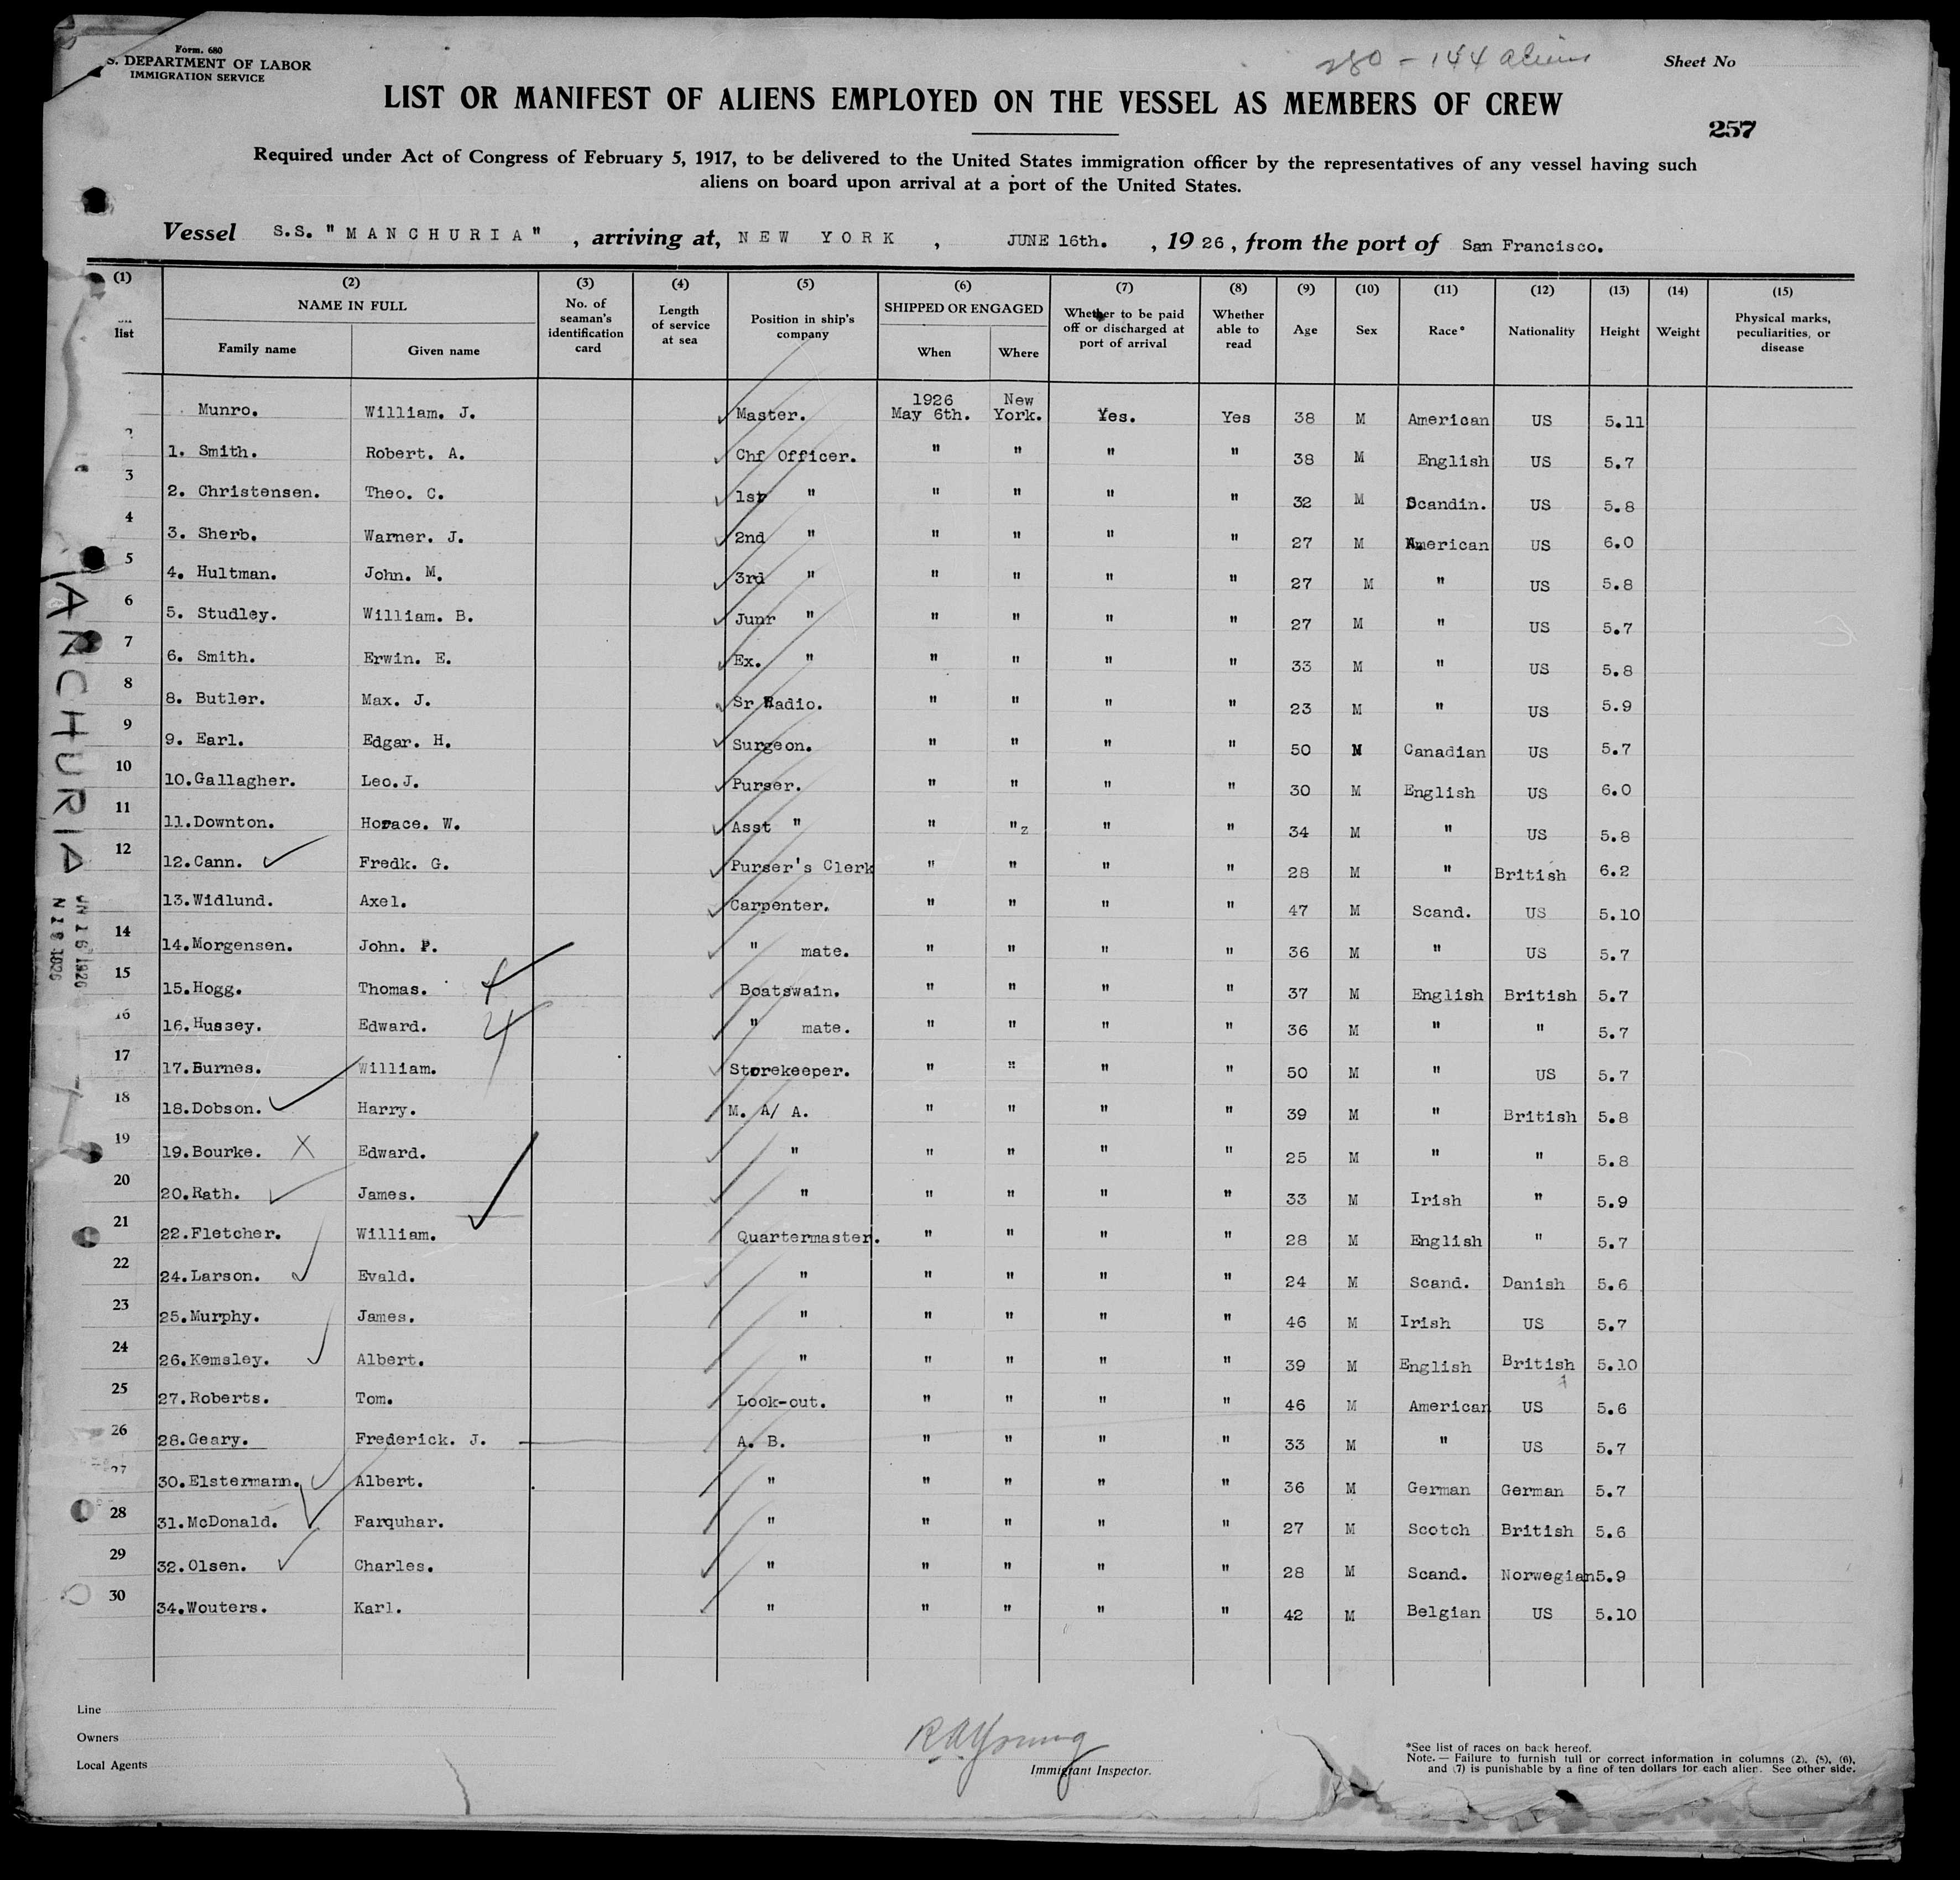 Form. 680
S. DEPARTMENT OF LABOR
IMMIGRATION SERVICE
280 - 144 aliens
Sheet No
LIST OR MANIFEST OF ALIENS EMPLOYED ON THE VESSEL AS MEMBERS OF CREW
257
Required under Act of Congress of February 5, 1917, to be delivered to the United States immigration officer by the representatives of any vessel having such
aliens on board upon arrival at a port of the United States.
Vessel S.S. "MANCHURIA" , arriving at, NEW YORK , JUNE 16th. , 1926, from the port of San Francisco.
(1) (2) (3) (4) (5) (6) (7) (8) (9) (10) (11) (12) (13) (14) (15)
list NAME IN FULL Family name Given name No. of seaman's identification card Length of service at sea Position in ship's company SHIPPED OR ENGAGED When Where Whether to be paid off or discharged at port of arrival Whether able to read Age Sex Race* Nationality Height Weight Physical marks, peculiarities, or disease
Munro. William. J. Master. 1926 May 6th. New York. Yes. Yes 38 M American US 5.11
2 1. Smith. Robert. A. Chf Officer. " " " " 38 M English US 5.7
3 2. Christensen. Theo. C. 1st " " " " " 32 M Scandin. US 5.8
4 3. Sherb. Warner. J. 2nd " " " " " 27 M American US 6.0
5 4. Hultman. John. M. 3rd " " " " " 27 M " US 5.8
6 5. Studley. William. B. Junr " " " " " 27 M " US 5.7
7 6. Smith. Erwin. E. Ex. " " " " " 33 M " US 5.8
8 8. Butler. Max. J. Sr Radio. " " " " 23 M " US 5.9
9 9. Earl. Edgar. H. Surgeon. " " " " 50 M Canadian US 5.7
10 10.Gallagher. Leo.J. Purser. " " " " 30 M English US 6.0
11 11.Downton. Horace. W. Asst " " "z " " 34 M " US 5.8
12 12.Cann. Fredk. G. Purser's Clerk " " " " 28 M " British 6.2
13.Widlund. Axel. Carpenter. " " " " 47 M Scand. US 5.10
14 14.Morgensen. John. P. " mate. " " " " 36 M " US 5.7
15 15.Hogg. Thomas. Boatswain. " " " " 37 M English British 5.7
16 16.Hussey. Edward. " mate. " " " " 36 M " " 5.7
17 17.Burnes. William. Storekeeper. " " " " 50 M " US 5.7
18 18.Dobson. Harry. M. A/ A. " " " " 39 M " British 5.8
19 19.Bourke. X Edward. " " " " " 25 M " " 5.8
20 20.Rath. James. " " " " " 33 M Irish " 5.9
21 22.Fletcher. William. Quartermaster. " " " " 28 M English " 5.7
22 24.Larson. Evald. " " " " " 24 M Scand. Danish 5.6
23 25.Murphy. James. " " " " " 46 M Irish US 5.7
24 26.Kemsley. Albert. " " " " " 39 M English British 5.10
25 27.Roberts. Tom. Look-out. " " " " 46 M American US 5.6
26 28.Geary. Frederick. J. A. B. " " " " 33 M " US 5.7
27 30.Elstermann. Albert. " " " " " 36 M German German 5.7
28 31.McDonald. Farquhar. " " " " " 27 M Scotch British 5.6
29 32.Olsen. Charles. " " " " " 28 M Scand. Norwegian 5.9
30 34.Wouters. Karl. " " " " " 42 M Belgian US 5.10
ANCHURIA
JUN 16 1926
Line
Owners
Local Agents
R A Young
Immigrant Inspector.
*See list of races on back hereof.
Note.— Failure to furnish full or correct information in columns (2), (5), (6),
and (7) is punishable by a fine of ten dollars for each alien. See other side.